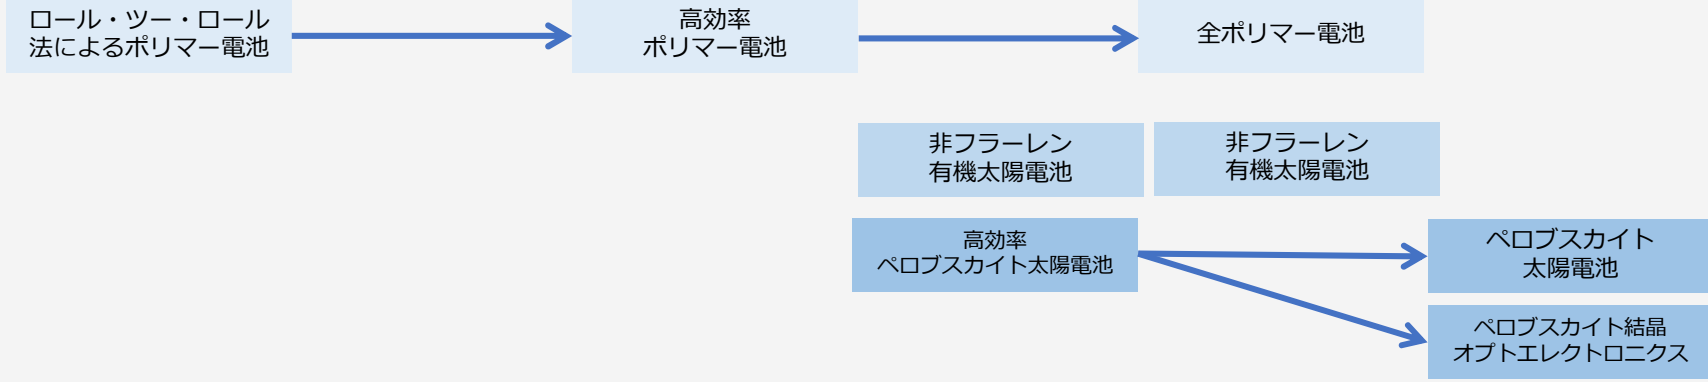 ロール・ツー・ロール
法によるポリマー電池
高効率
ポリマー電池
全ポリマー電池
非フラーレン
有機太陽電池
非フラーレン
有機太陽電池
高効率
ペロブスカイト太陽電池
ペロブスカイト
太陽電池
ペロブスカイト結晶
オプトエレクトロニクス